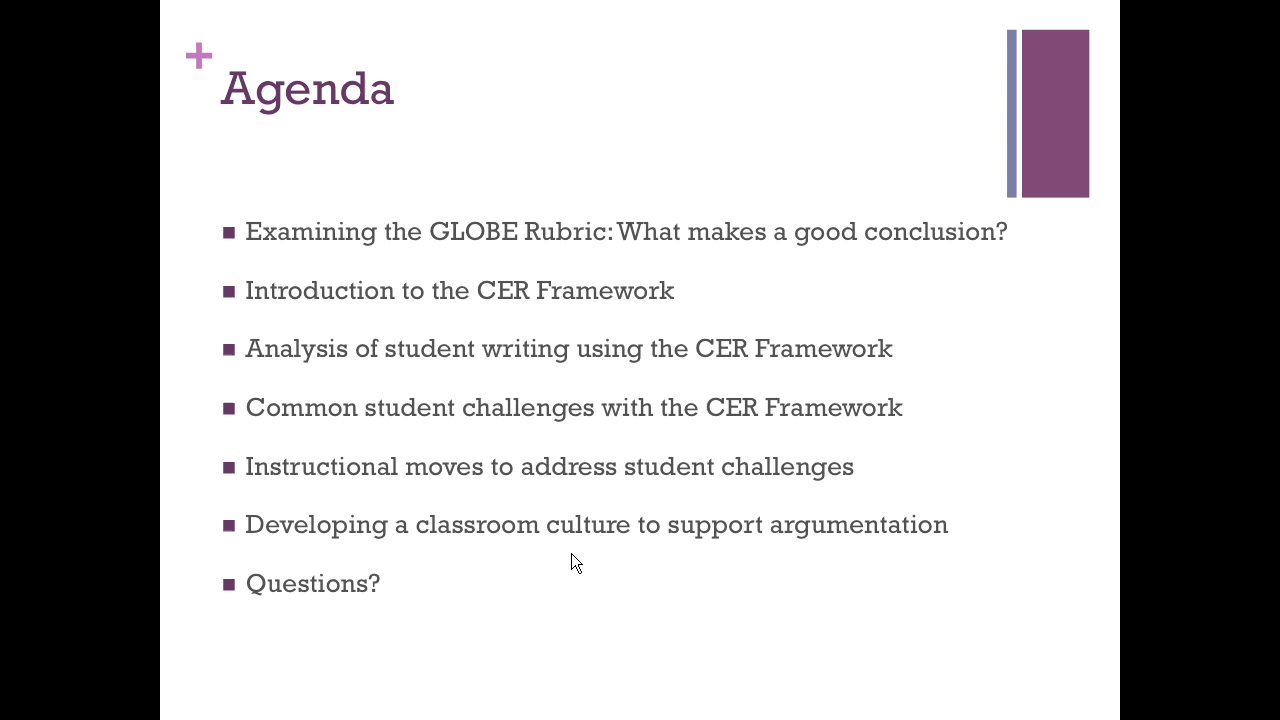 +
Agenda
■ Examining the GLOBE Rubric: What makes a good conclusion?
■ Introduction to the CER Framework
■ Analysis of student writing using the CER Framework
■ Common student challenges with the CER Framework
■ Instructional moves to address student challenges
■ Developing a classroom culture to support argumentation
■ Questions?